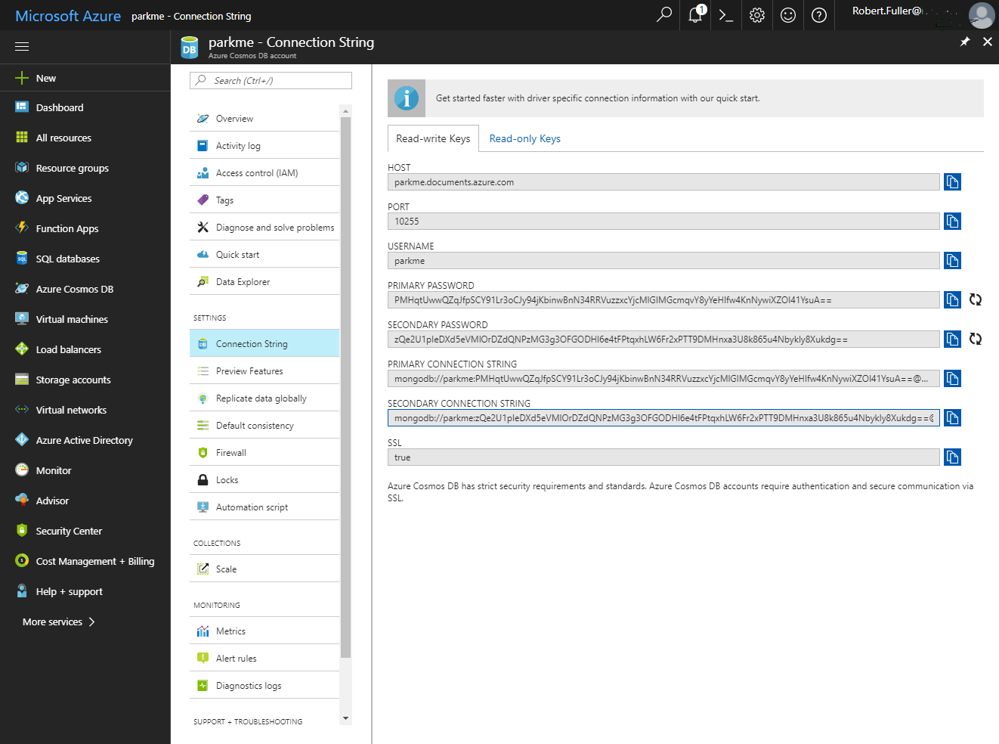 Microsoft Azure
parkme - Connection String
1
Robert.Fuller@
parkme - Connection String
Azure Cosmos DB account
New
Dashboard
All resources
Resource groups
App Services
Function Apps
SQL databases
Azure Cosmos DB
Virtual machines
Load balancers
Storage accounts
Virtual networks
Azure Active Directory
Monitor
Advisor
Security Center
Cost Management + Billing
Help + support
More services
Search (Ctrl+/)
Overview
Activity log
Access control (IAM)
Tags
Diagnose and solve problems
Quick start
Data Explorer
SETTINGS
Connection String
Preview Features
Replicate data globally
Default consistency
Firewall
Locks
Automation script
COLLECTIONS
Scale
MONITORING
Metrics
Alert rules
Diagnostics logs
SUPPORT + TROUBLESHOOTING
Get started faster with driver specific connection information with our quick start.
Read-write Keys
Read-only Keys
HOST
parkme.documents.azure.com
PORT
10255
USERNAME
parkme
PRIMARY PASSWORD
PMHqtUwwQZqJfpSCY91Lr3oCJy94jKbinwBnN34RRVuzzxcYjcMIGIMGcmqvY8yYeHIfw4KnNywiXZOI41YsuA==
SECONDARY PASSWORD
zQe2U1pIeDXd5eVMIOrDZdQNPzMG3g3OFGODHI6e4tFPtqxhLW6Fr2xPTT9DMHnxa3U8k865u4Nbykly8Xukdg==
PRIMARY CONNECTION STRING
mongodb://parkme:PMHqtUwwQZqJfpSCY91Lr3oCJy94jKbinwBnN34RRVuzzxcYjcMIGIMGcmqvY8yYeHIfw4KnNywiXZOI41YsuA==@...
SECONDARY CONNECTION STRING
mongodb://parkme:zQe2U1pIeDXd5eVMIOrDZdQNPzMG3g3OFGODHI6e4tFPtqxhLW6Fr2xPTT9DMHnxa3U8k865u4Nbykly8Xukdg==@
SSL
true
Azure Cosmos DB has strict security requirements and standards. Azure Cosmos DB accounts require authentication and secure communication via
SSL.